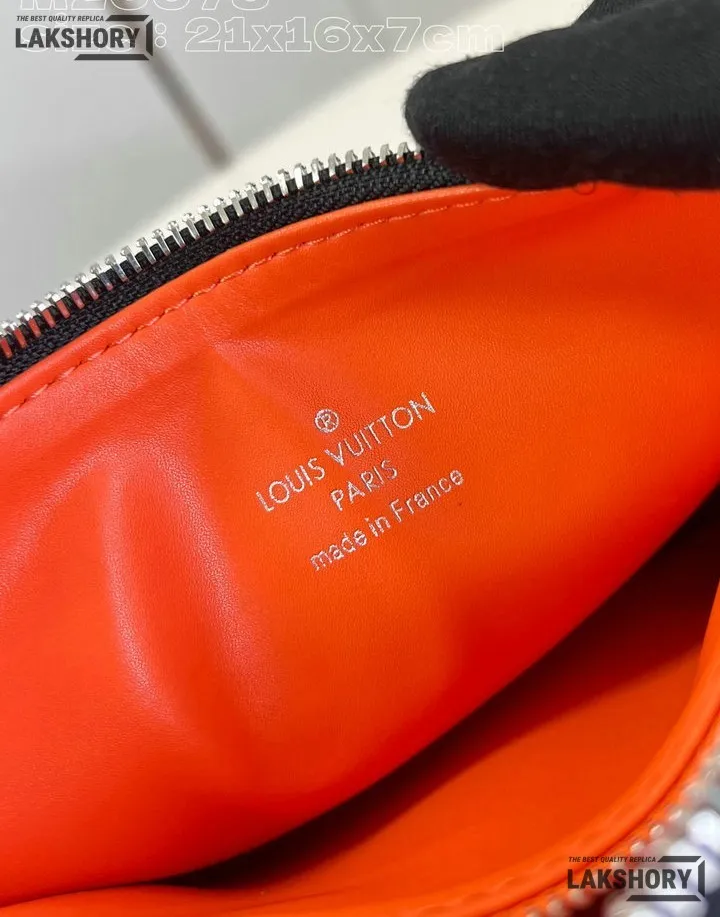 THE BEST QUALITY REPLICA
LAKSHORY
21x16x7cm
®
LOUIS VUITTON
PARIS
made in France
THE BEST QUALITY REPLICA
LAKSHORY